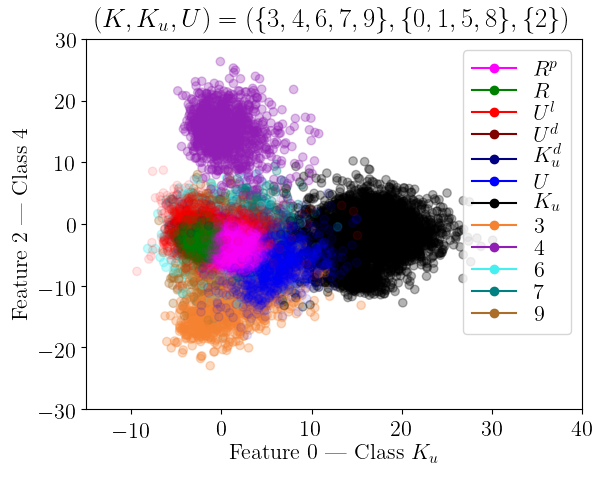 (K, K_u, U) = ({3, 4, 6, 7, 9}, {0, 1, 5, 8}, {2})
30
20
10
0
−10
−20
−30
Feature 2 — Class 4
R^p
R
U^l
U^d
K_u^d
U
K_u
3
4
6
7
9
−10 0 10 20 30 40
Feature 0 — Class K_u